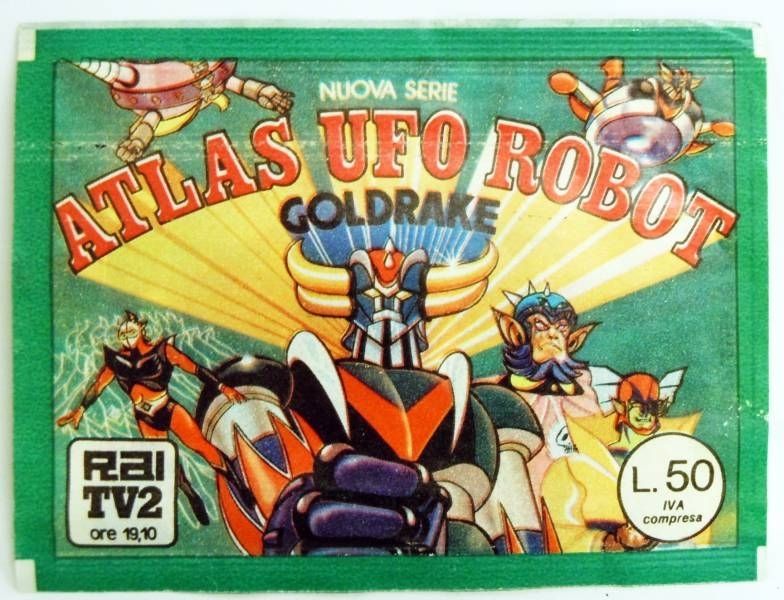 NUOVA SERIE
ATLAS UFO ROBOT
GOLDRAKE
Rai
TV2
ore 19,10
L.50
IVA
compresa